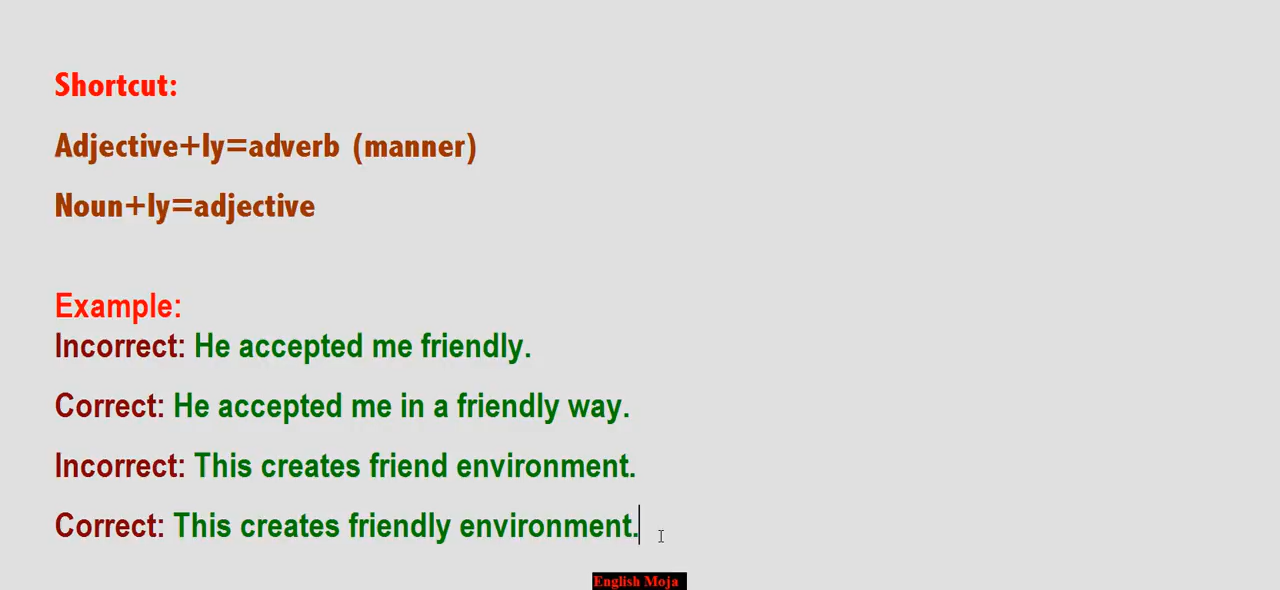 Shortcut:
Adjective+ly=adverb (manner)
Noun+ly=adjective
Example:
Incorrect: He accepted me friendly.
Correct: He accepted me in a friendly way.
Incorrect: This creates friend environment.
Correct: This creates friendly environment.
English Moja